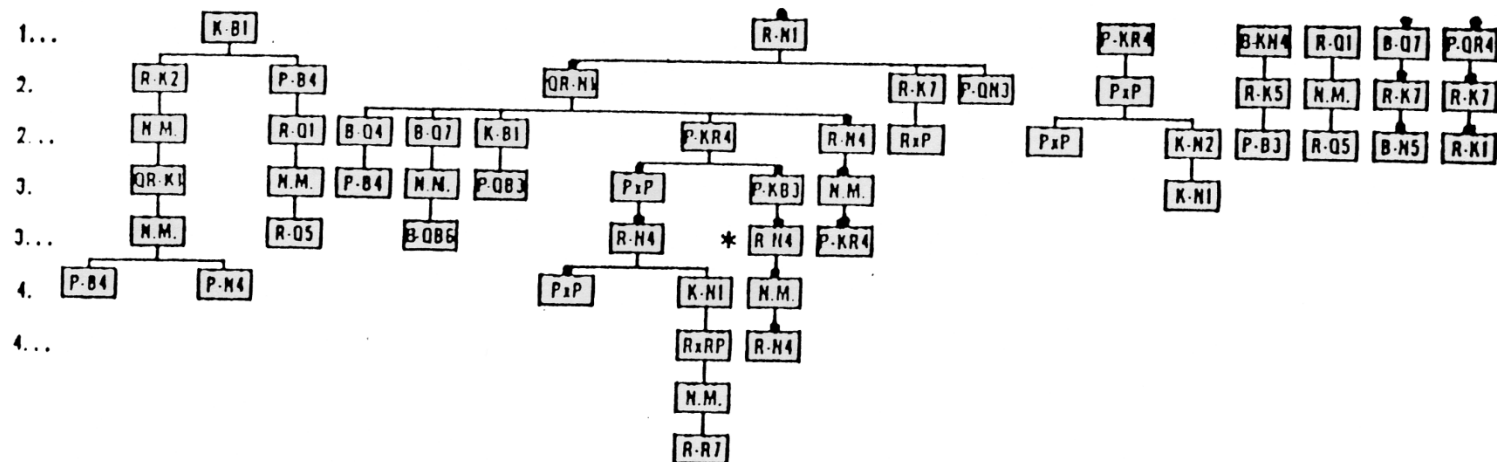 1... K-B1 R-N1 P-KR4 B-KN4 R-Q1 B-Q7 P-QR4
2. R-K2 P-B4 QR-N1 R-K7 P-QN3 PxP R-K5 N.M. R-K7 R-K7
2... N.M. R-Q1 B-Q4 B-Q7 K-B1 P-KR4 R-N4 RxP PxP K-N2 P-B3 R-Q5 B-N5 R-K1
3. QR-K1 N.M. P-B4 N.M. P-QB3 PxP P-KB3 N.M. K-N1
3... N.M. R-Q5 B-QB6 R-N4 * R-N4 P-KR4
4. P-B4 P-N4 PxP K-N1 N.M.
4... RxRP R-N4
N.M.
R-R7